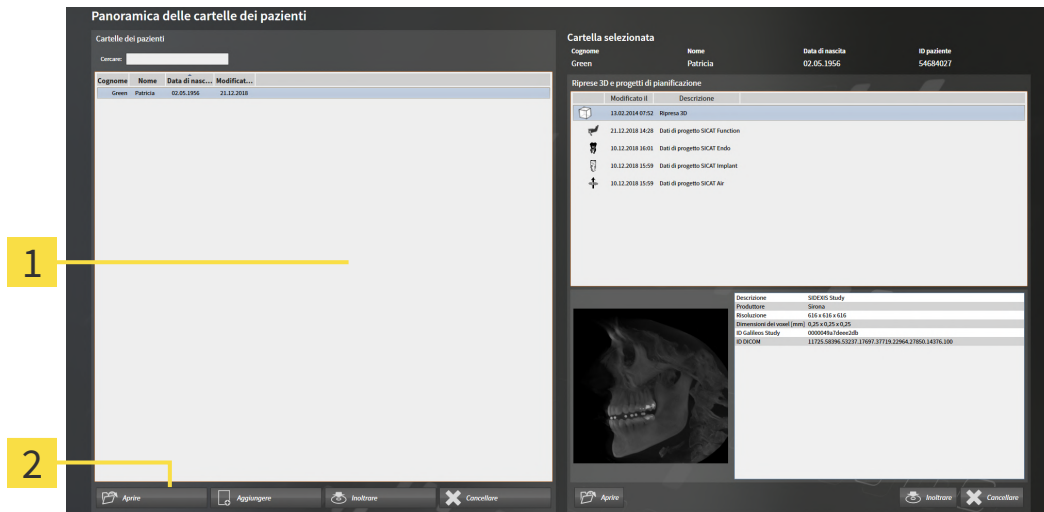 Panoramica delle cartelle dei pazienti
Cartelle dei pazienti
Cercare:
Cognome Nome Data di nasc... Modificat...
Green Patricia 02.05.1956 21.12.2018
1
2
Aprire Aggiungere Inoltrare Cancellare
Cartella selezionata
Cognome Nome Data di nascita ID paziente
Green Patricia 02.05.1956 54684027
Riprese 3D e progetti di pianificazione
Modificato il Descrizione
13.02.2014 07:52 Ripresa 3D
21.12.2018 14:28 Dati di progetto SICAT Function
10.12.2018 16:01 Dati di progetto SICAT Endo
10.12.2018 15:59 Dati di progetto SICAT Implant
10.12.2018 15:59 Dati di progetto SICAT Air
Descrizione SIDEXIS Study
Produttore Sirona
Risoluzione 616 x 616 x 616
Dimensioni dei voxel [mm] 0,25 x 0,25 x 0,25
ID Galileos Study 0000049a7deee2db
ID DICOM 11725.58396.53237.17697.37719.22964.27850.14376.100
Aprire Inoltrare Cancellare